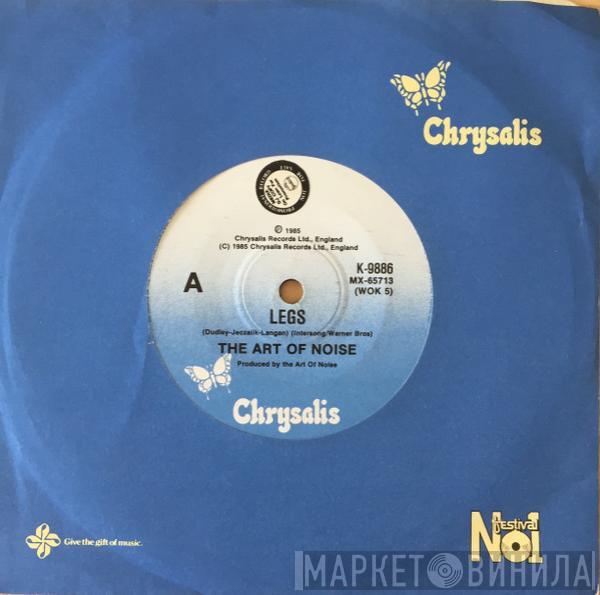 Chrysalis
℗ 1985
Chrysalis Records Ltd., England
(C) 1985 Chrysalis Records Ltd., England
K-9886
MX-65713
(WOK 5)
A
LEGS
(Dudley-Jeczalik-Langan) (Intersong/Warner Bros)
THE ART OF NOISE
Produced by the Art Of Noise
Chrysalis
Give the gift of music.
festival
No1
МАРКЕТ ВИНИЛА